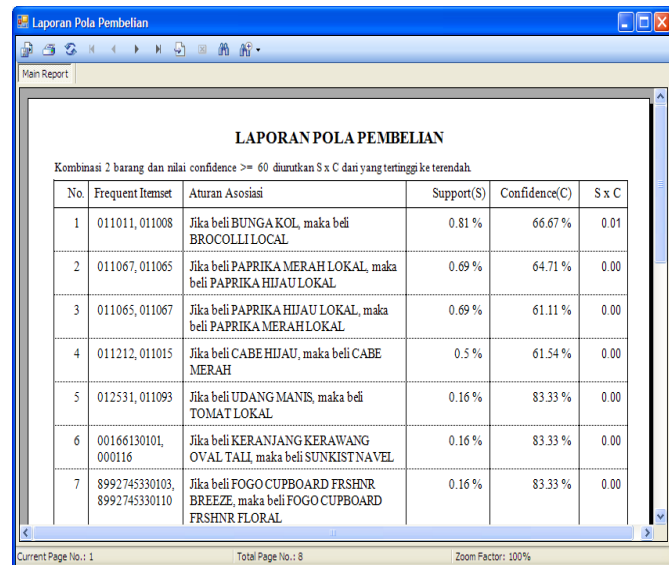 Laporan Pola Pembelian
Main Report
LAPORAN POLA PEMBELIAN
Kombinasi 2 barang dan nilai confidence >= 60 diurutkan S x C dari yang tertinggi ke terendah.
No. Frequent Itemset Aturan Asosiasi Support(S) Confidence(C) S x C
1 011011, 011008 Jika beli BUNGA KOL, maka beli 0.81 % 66.67 % 0.01
BROCOLLI LOCAL
2 011067, 011065 Jika beli PAPRIKA MERAH LOKAL, maka 0.69 % 64.71 % 0.00
beli PAPRIKA HIJAU LOKAL
3 011065, 011067 Jika beli PAPRIKA HIJAU LOKAL, maka 0.69 % 61.11 % 0.00
beli PAPRIKA MERAH LOKAL
4 011212, 011015 Jika beli CABE HIJAU, maka beli CABE 0.5 % 61.54 % 0.00
MERAH
5 012531, 011093 Jika beli UDANG MANIS, maka beli 0.16 % 83.33 % 0.00
TOMAT LOKAL
6 00166130101, Jika beli KERANJANG KERAWANG 0.16 % 83.33 % 0.00
000116 OVAL TALI, maka beli SUNKIST NAVEL
7 8992745330103, Jika beli FOGO CUPBOARD FRSHNR 0.16 % 83.33 % 0.00
8992745330110 BREEZE, maka beli FOGO CUPBOARD
FRSHNR FLORAL
Current Page No.: 1 Total Page No.: 8 Zoom Factor: 100%